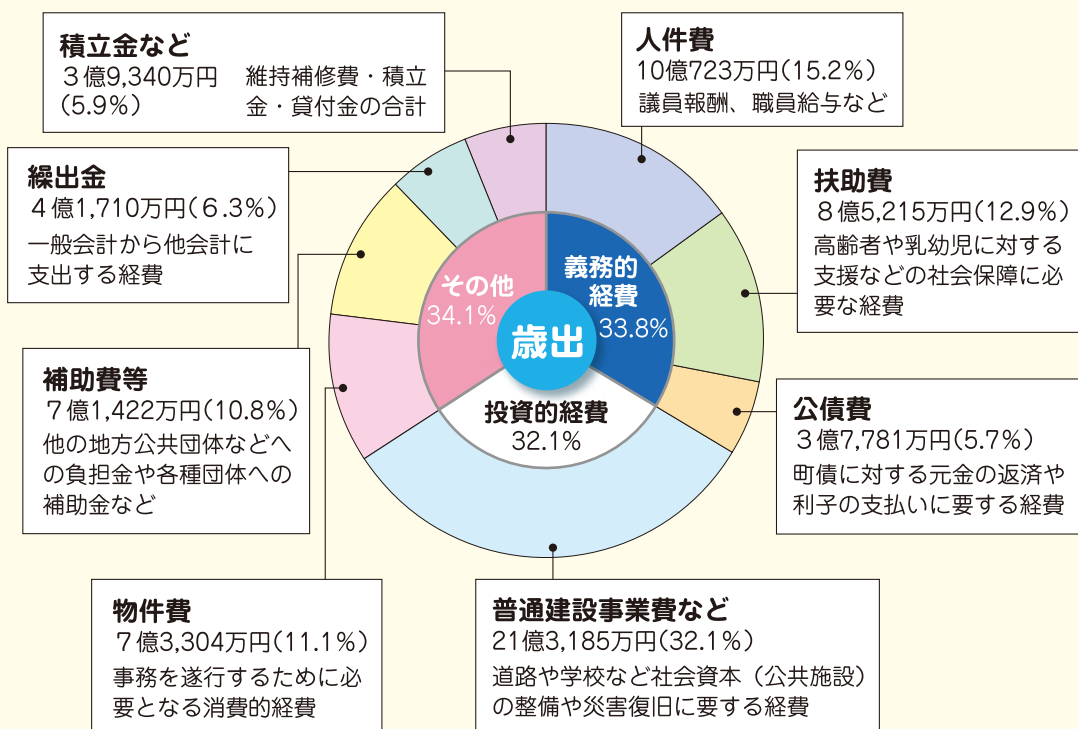 積立金など
3億9,340万円
(5.9%)
維持補修費・積立
金・貸付金の合計
人件費
10億723万円(15.2%)
議員報酬、職員給与など
繰出金
4億1,710万円(6.3%)
一般会計から他会計に
支出する経費
扶助費
8億5,215万円(12.9%)
高齢者や乳幼児に対する
支援などの社会保障に必
要な経費
その他
34.1%
義務的
経費
33.8%
歳出
投資的経費
32.1%
補助費等
7億1,422万円(10.8%)
他の地方公共団体などへ
の負担金や各種団体への
補助金など
公債費
3億7,781万円(5.7%)
町債に対する元金の返済や
利子の支払いに要する経費
物件費
7億3,304万円(11.1%)
事務を遂行するために必
要となる消費的経費
普通建設事業費など
21億3,185万円(32.1%)
道路や学校など社会資本（公共施設）
の整備や災害復旧に要する経費